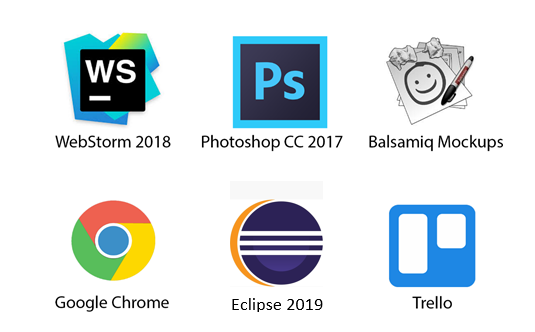 WS
Ps
WebStorm 2018
Photoshop CC 2017
Balsamiq Mockups
Google Chrome
Eclipse 2019
Trello